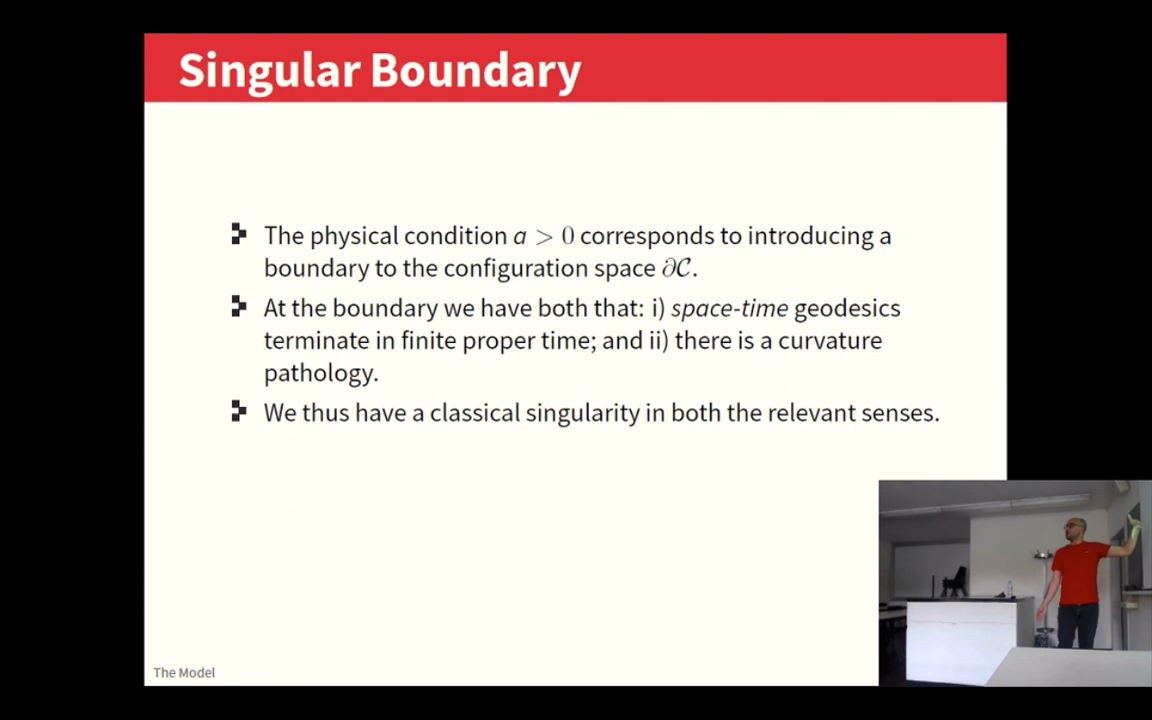 Singular Boundary
The physical condition a > 0 corresponds to introducing a
boundary to the configuration space ∂𝒞.
At the boundary we have both that: i) space-time geodesics
terminate in finite proper time; and ii) there is a curvature
pathology.
We thus have a classical singularity in both the relevant senses.
The Model